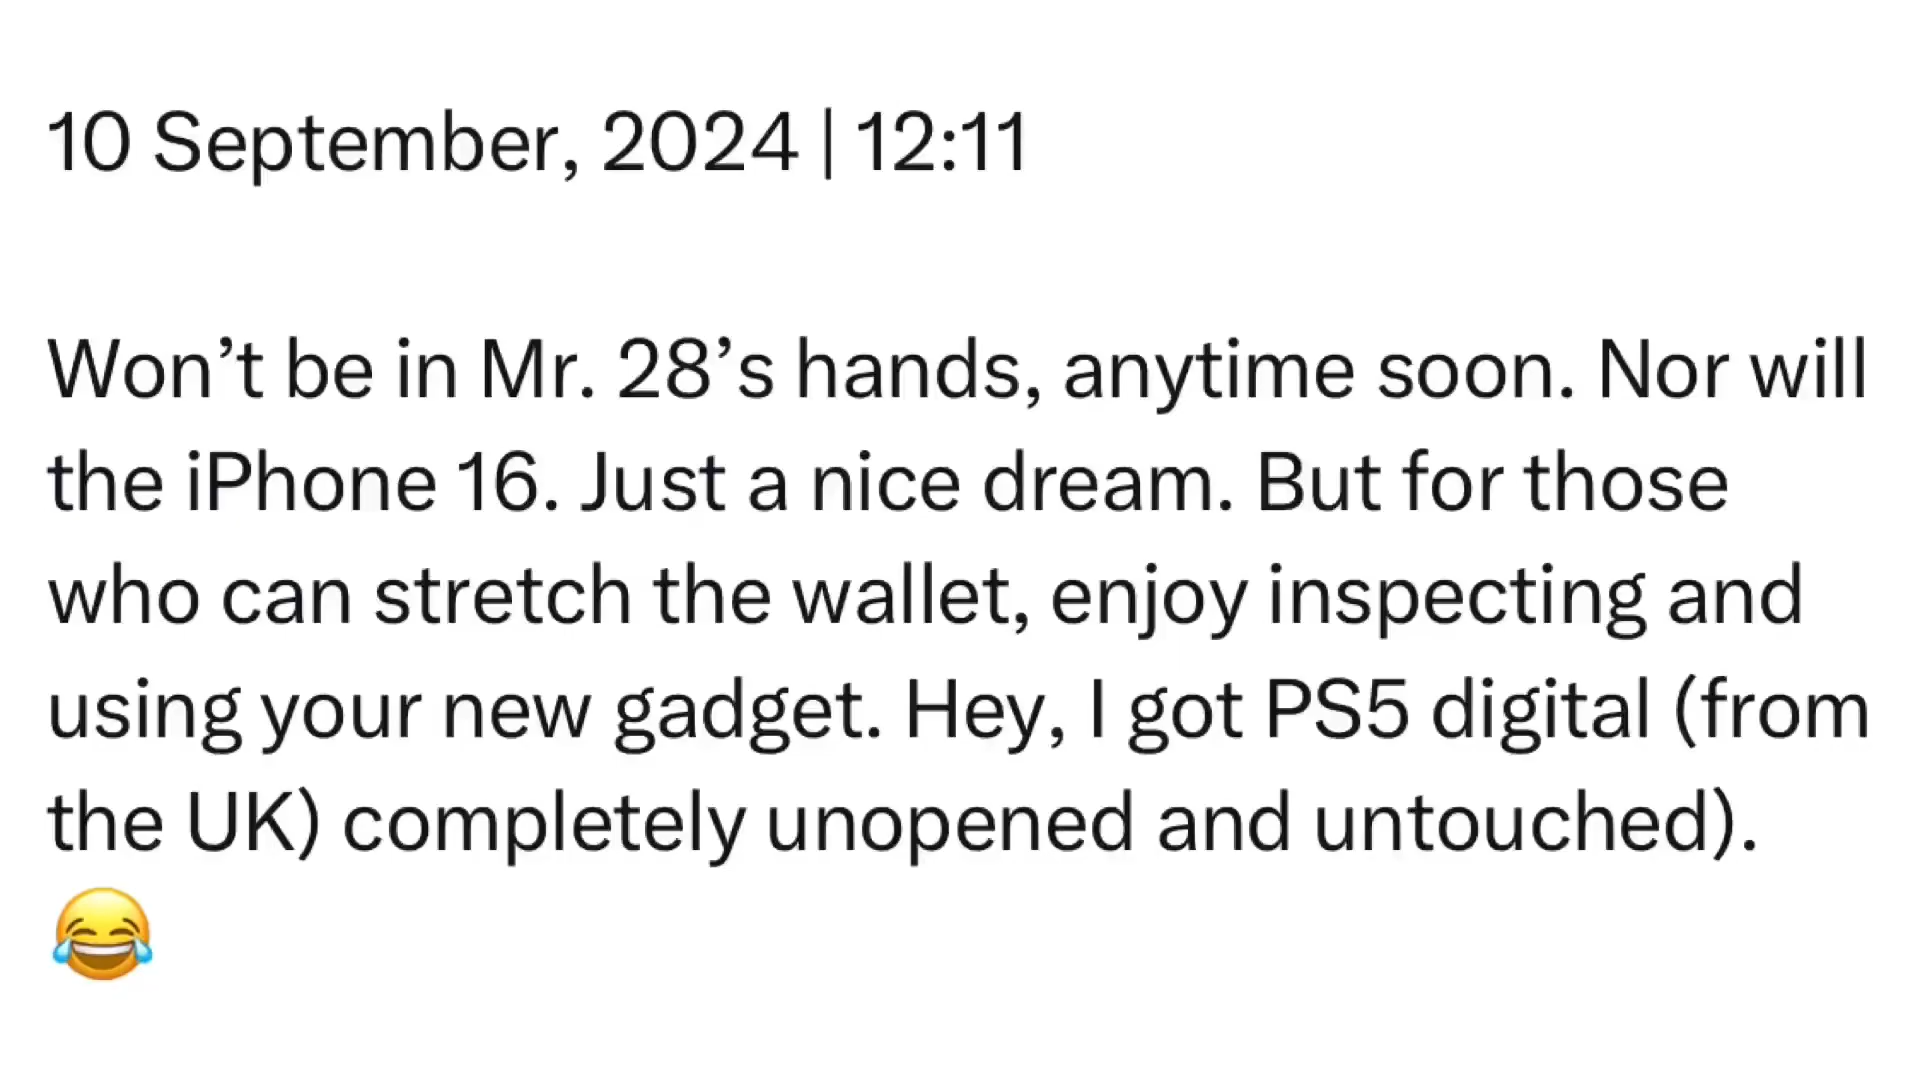 10 September, 2024 | 12:11
Won’t be in Mr. 28’s hands, anytime soon. Nor will
the iPhone 16. Just a nice dream. But for those
who can stretch the wallet, enjoy inspecting and
using your new gadget. Hey, I got PS5 digital (from
the UK) completely unopened and untouched).
😂